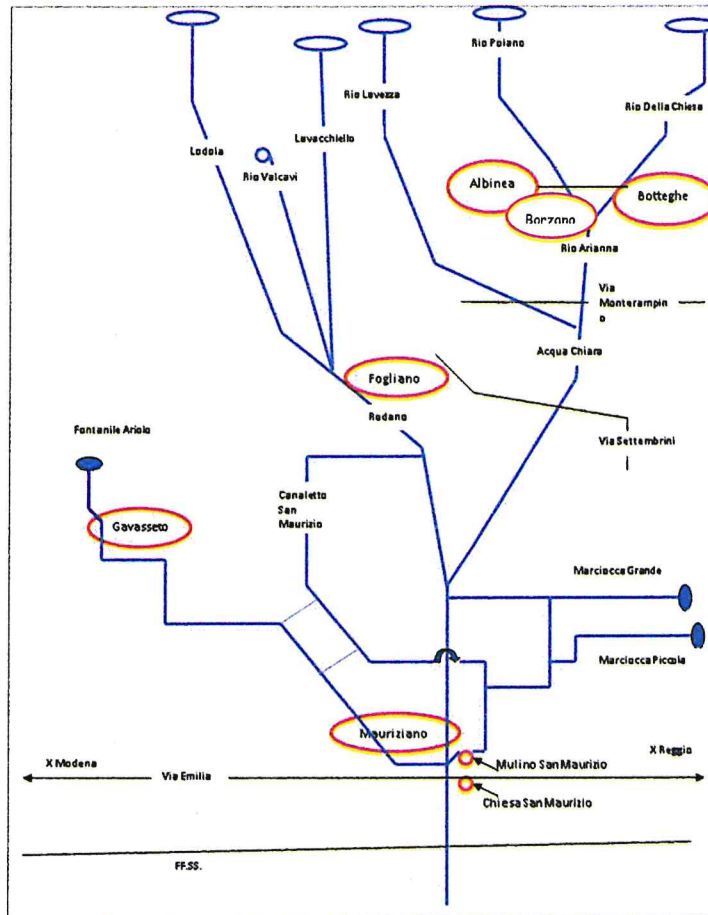 Rio Poiano
Rio Lavezza
Rio Della Chiesa
Lavacchiello
Lodola
Rio Valcavi
Albinea
Botteghe
Borzano
Rio Arianna
Via
Monterampin
o
Acqua Chiara
Fogliano
Rodano
Fontanile Ariolo
Via Settembrini
Canaletto
San
Maurizio
Gavasseto
Marciocca Grande
Marciocca Piccola
Mauriziano
X Modena
Via Emilia
X Reggio
Mulino San Maurizio
Chiesa San Maurizio
FF.SS.